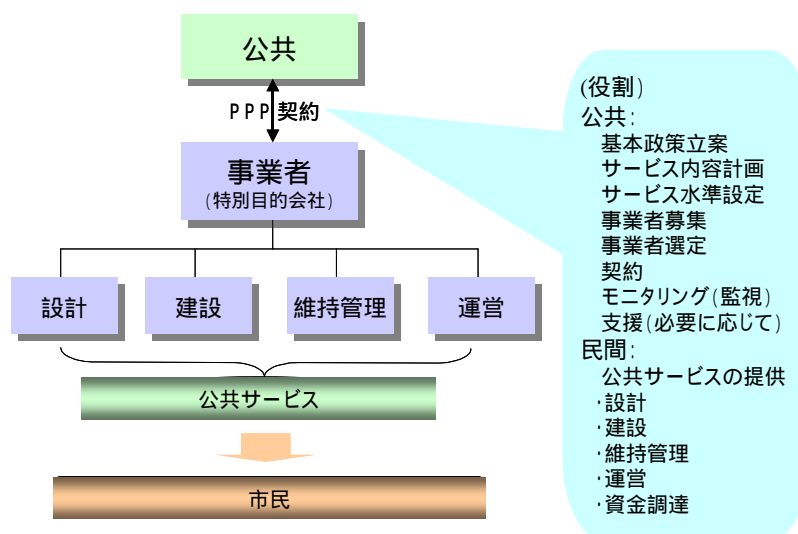 公共
PPP契約
事業者
(特別目的会社)
設計
建設
維持管理
運営
公共サービス
市民
(役割)
公共:
基本政策立案
サービス内容計画
サービス水準設定
事業者募集
事業者選定
契約
モニタリング(監視)
支援(必要に応じて)
民間:
公共サービスの提供
・設計
・建設
・維持管理
・運営
・資金調達